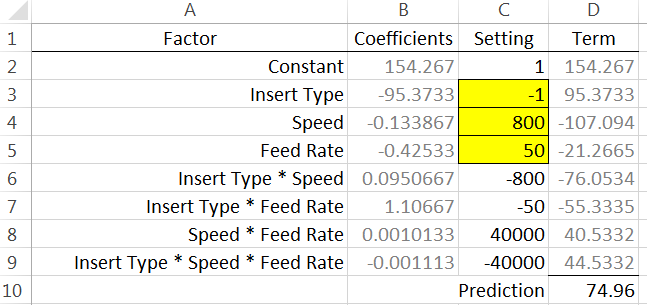 A B C D
1 Factor Coefficients Setting Term
2 Constant 154.267 1 154.267
3 Insert Type -95.3733 -1 95.3733
4 Speed -0.133867 800 -107.094
5 Feed Rate -0.42533 50 -21.2665
6 Insert Type * Speed 0.0950667 -800 -76.0534
7 Insert Type * Feed Rate 1.10667 -50 -55.3335
8 Speed * Feed Rate 0.0010133 40000 40.5332
9 Insert Type * Speed * Feed Rate -0.001113 -40000 44.5332
10 Prediction 74.96